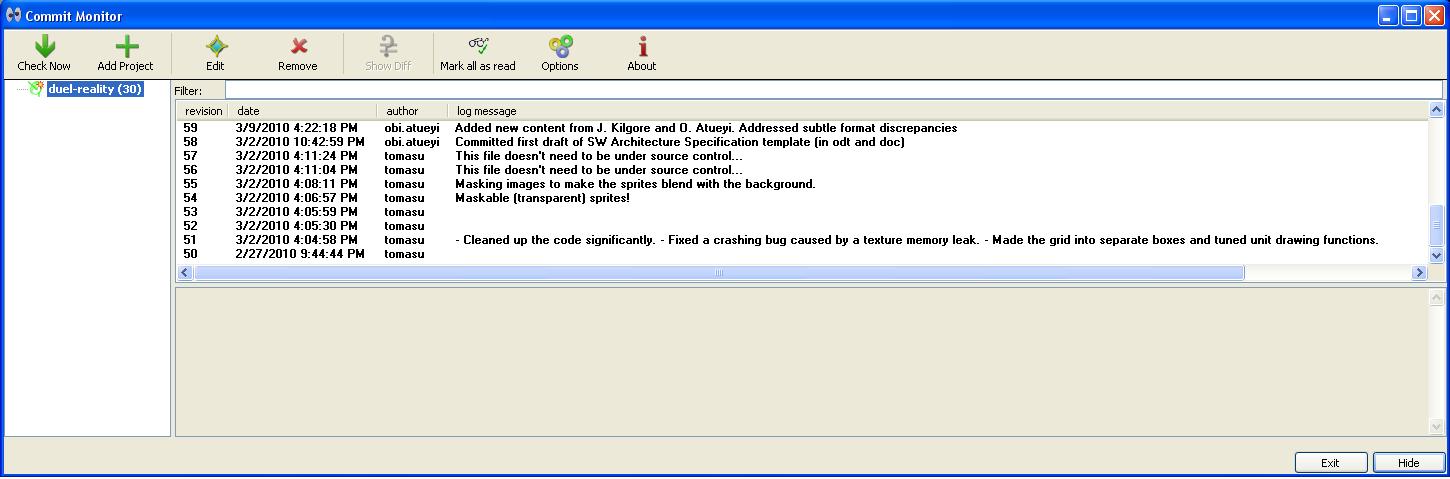 Commit Monitor
Check Now Add Project Edit Remove Show Diff Mark all as read Options About
duel-reality (30)
Filter:
revision date author log message
59 3/9/2010 4:22:18 PM obi.atueyi Added new content from J. Kilgore and O. Atueyi. Addressed subtle format discrepancies
58 3/2/2010 10:42:59 PM obi.atueyi Committed first draft of SW Architecture Specification template (in odt and doc)
57 3/2/2010 4:11:24 PM tomasu This file doesn't need to be under source control...
56 3/2/2010 4:11:04 PM tomasu This file doesn't need to be under source control...
55 3/2/2010 4:08:11 PM tomasu Masking images to make the sprites blend with the background.
54 3/2/2010 4:06:57 PM tomasu Maskable (transparent) sprites!
53 3/2/2010 4:05:59 PM tomasu
52 3/2/2010 4:05:30 PM tomasu
51 3/2/2010 4:04:58 PM tomasu - Cleaned up the code significantly. - Fixed a crashing bug caused by a texture memory leak. - Made the grid into separate boxes and tuned unit drawing functions.
50 2/27/2010 9:44:44 PM tomasu
Exit Hide